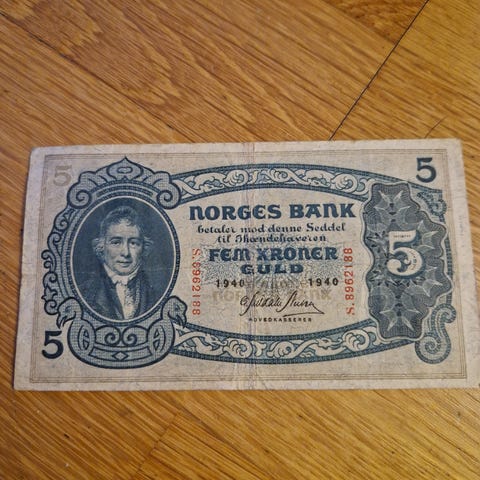 5 5
NORGES BANK
betaler mod denne Seddel
til Ihændehaveren
FEM KRONER
GULD
1940 1940
S.8962188
S.8962188
HOVEDKASSERER
5
5